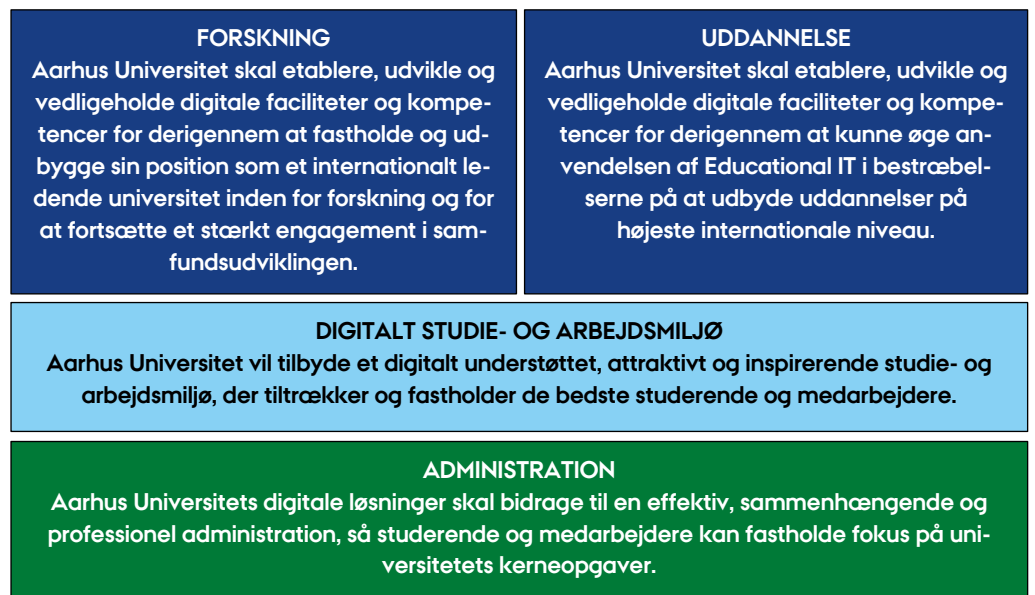 FORSKNING
Aarhus Universitet skal etablere, udvikle og
vedligeholde digitale faciliteter og kompe-
tencer for derigennem at fastholde og ud-
bygge sin position som et internationalt le-
dende universitet inden for forskning og for
at fortsætte et stærkt engagement i sam-
fundsudviklingen.
UDDANNELSE
Aarhus Universitet skal etablere, udvikle og
vedligeholde digitale faciliteter og kompe-
tencer for derigennem at kunne øge an-
vendelsen af Educational IT i bestræbel-
serne på at udbyde uddannelser på
højeste internationale niveau.
DIGITALT STUDIE- OG ARBEJDSMILJØ
Aarhus Universitet vil tilbyde et digitalt understøttet, attraktivt og inspirerende studie- og
arbejdsmiljø, der tiltrækker og fastholder de bedste studerende og medarbejdere.
ADMINISTRATION
Aarhus Universitets digitale løsninger skal bidrage til en effektiv, sammenhængende og
professionel administration, så studerende og medarbejdere kan fastholde fokus på uni-
versitetets kerneopgaver.